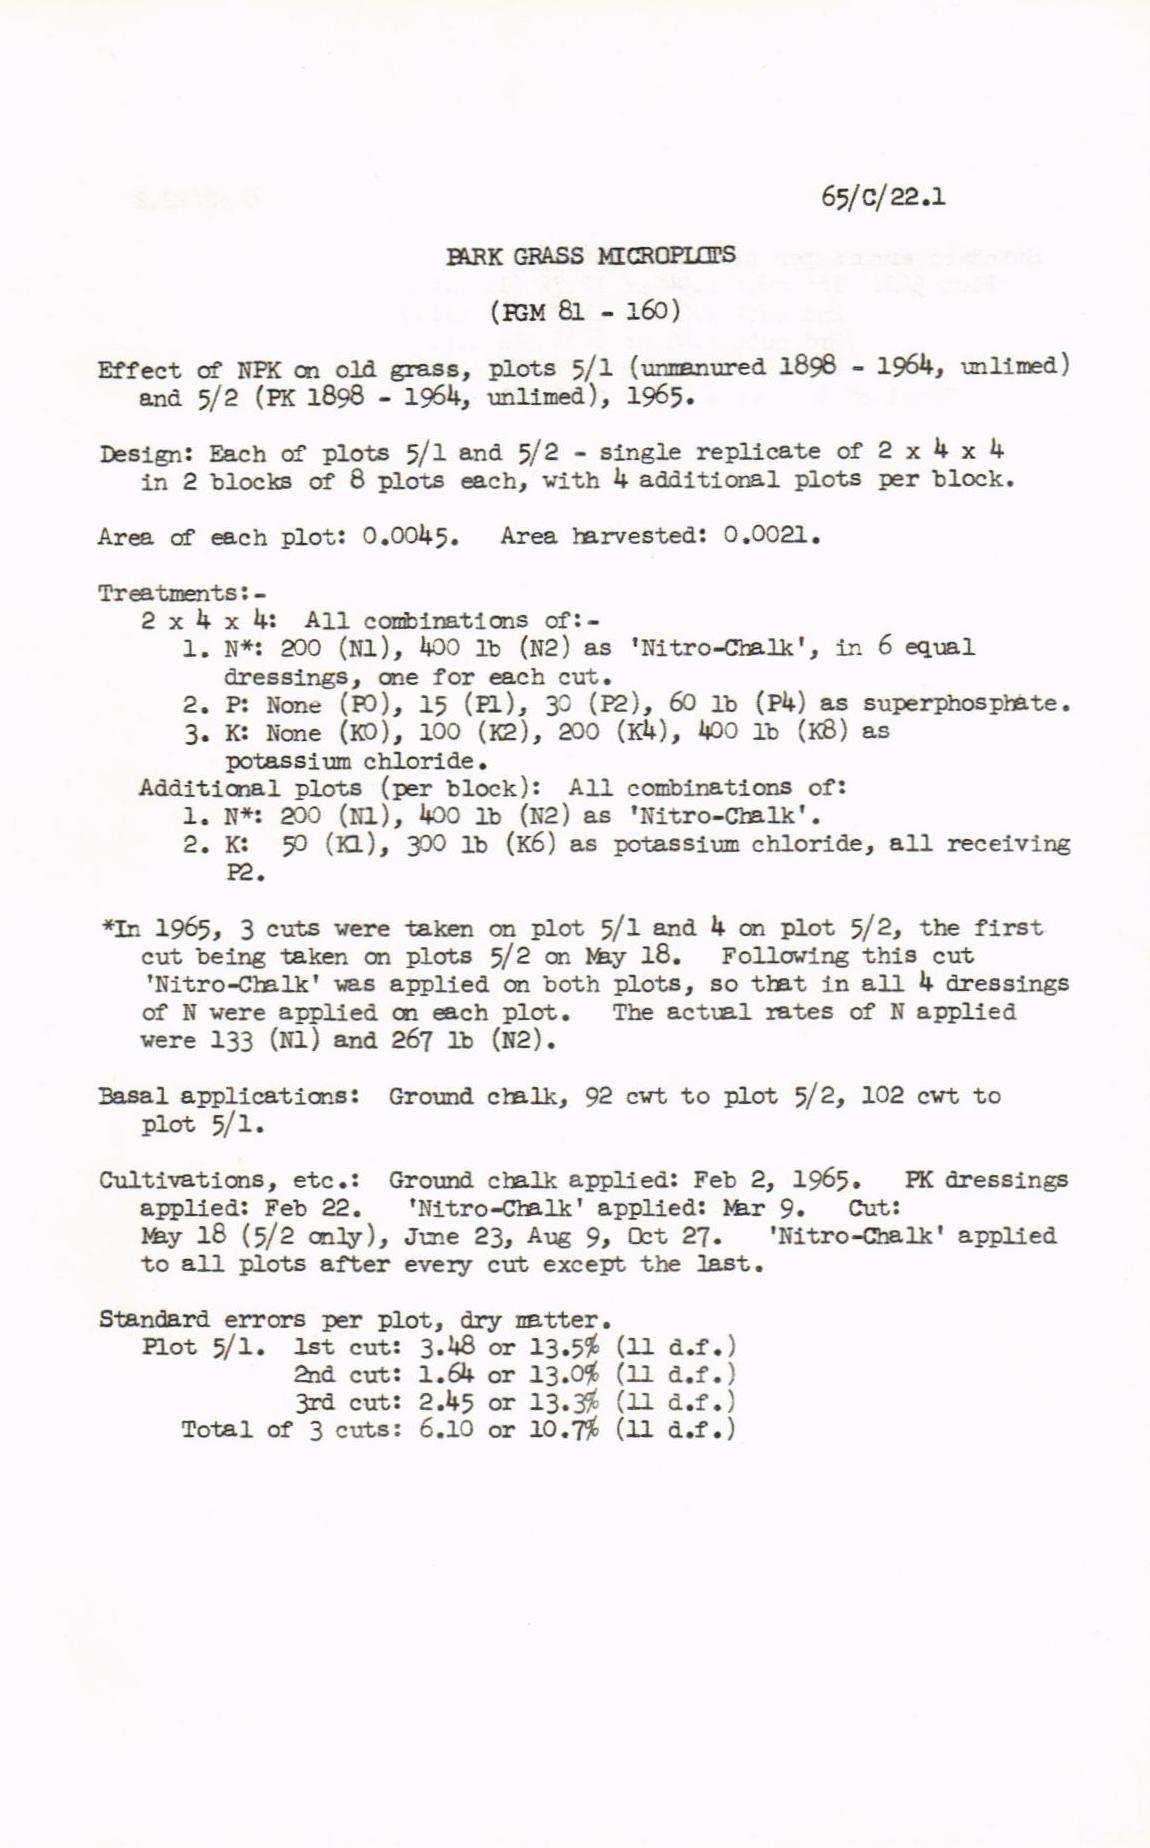 65/C/22.1
PARK GRASS MICROPLOTS
(PGM 81 - 160)
Effect of NPK on old grass, plots 5/1 (unmanured 1898 - 1964, unlimed)
and 5/2 (PK 1898 - 1964, unlimed), 1965.
Design: Each of plots 5/1 and 5/2 - single replicate of 2 x 4 x 4
in 2 blocks of 8 plots each, with 4 additional plots per block.
Area of each plot: 0.0045. Area harvested: 0.0021.
Treatments:-
2 x 4 x 4: All combinations of:-
1. N*: 200 (N1), 400 lb (N2) as 'Nitro-Chalk', in 6 equal
dressings, one for each cut.
2. P: None (P0), 15 (P1), 30 (P2), 60 lb (P4) as superphosphate.
3. K: None (K0), 100 (K2), 200 (K4), 400 lb (K8) as
potassium chloride.
Additional plots (per block): All combinations of:
1. N*: 200 (N1), 400 lb (N2) as 'Nitro-Chalk'.
2. K: 50 (K1), 300 lb (K6) as potassium chloride, all receiving
P2.
*In 1965, 3 cuts were taken on plot 5/1 and 4 on plot 5/2, the first
cut being taken on plots 5/2 on May 18. Following this cut
'Nitro-Chalk' was applied on both plots, so that in all 4 dressings
of N were applied on each plot. The actual rates of N applied
were 133 (N1) and 267 lb (N2).
Basal applications: Ground chalk, 92 cwt to plot 5/2, 102 cwt to
plot 5/1.
Cultivations, etc.: Ground chalk applied: Feb 2, 1965. PK dressings
applied: Feb 22. 'Nitro-Chalk' applied: Mar 9. Cut:
May 18 (5/2 only), June 23, Aug 9, Oct 27. 'Nitro-Chalk' applied
to all plots after every cut except the last.
Standard errors per plot, dry matter.
Plot 5/1. 1st cut: 3.48 or 13.5% (11 d.f.)
2nd cut: 1.64 or 13.0% (11 d.f.)
3rd cut: 2.45 or 13.3% (11 d.f.)
Total of 3 cuts: 6.10 or 10.7% (11 d.f.)